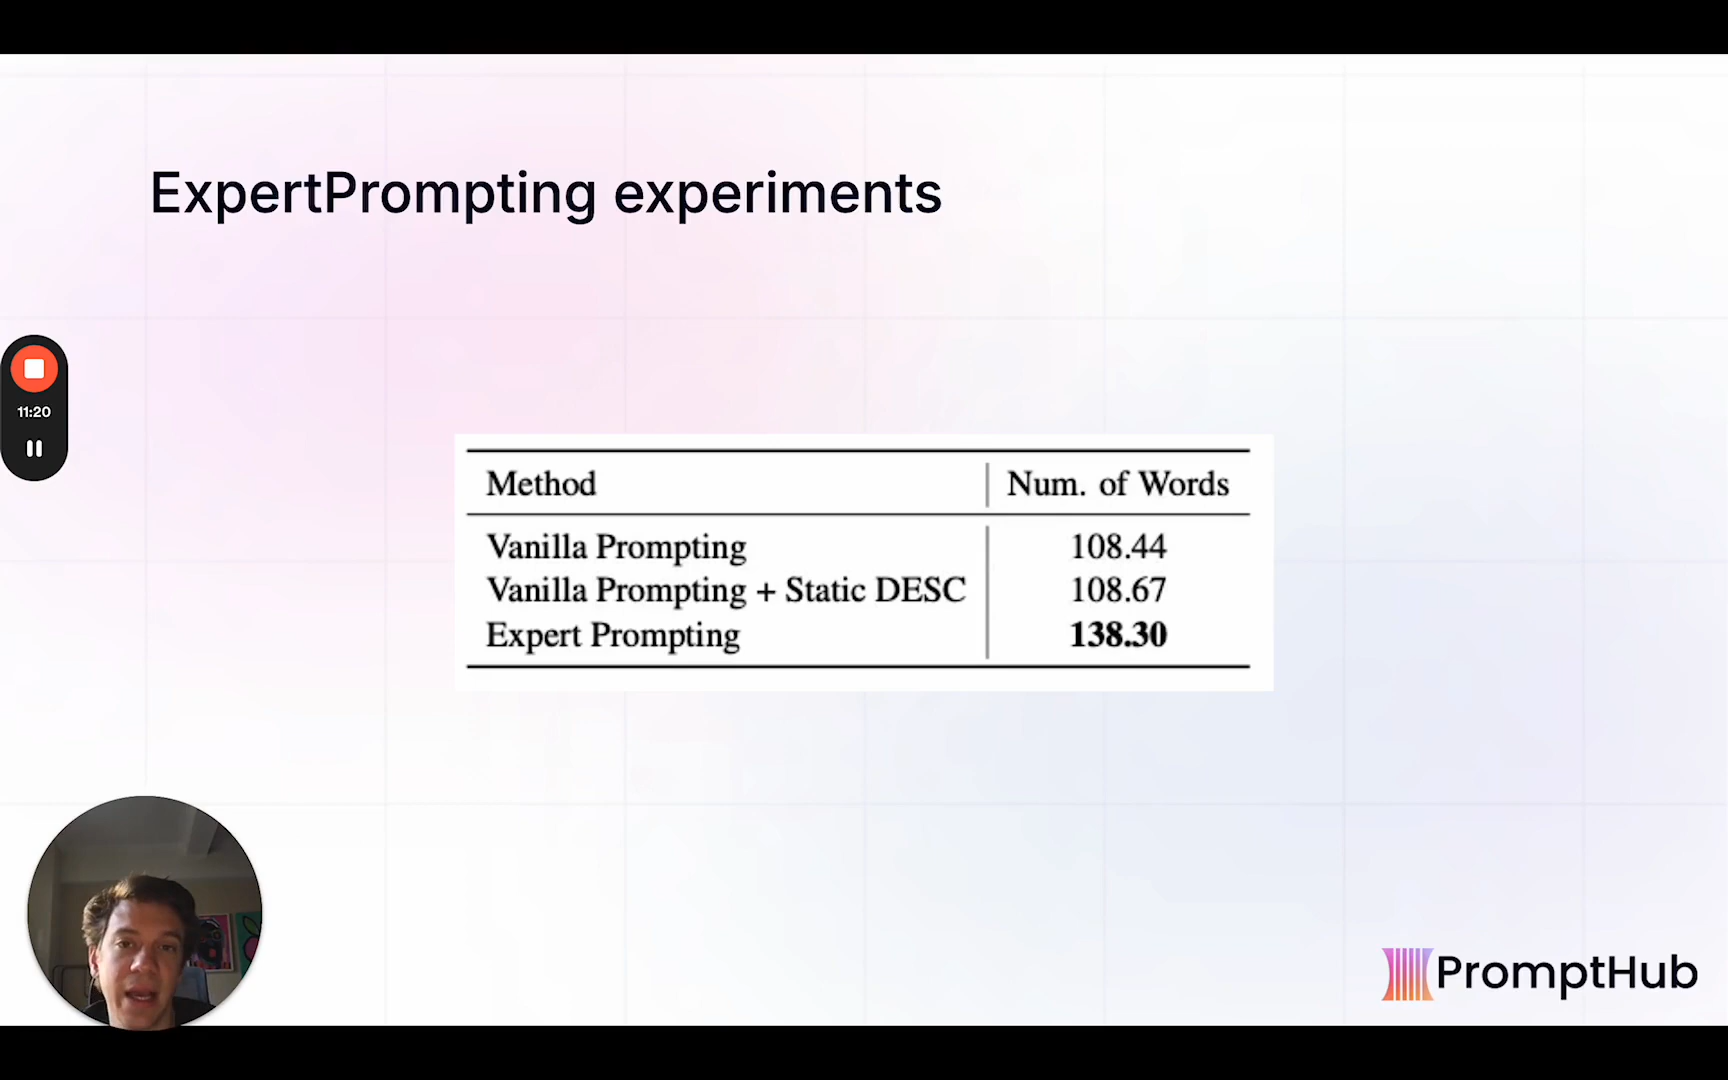 ExpertPrompting experiments
11:20
Method Num. of Words
Vanilla Prompting 108.44
Vanilla Prompting + Static DESC 108.67
Expert Prompting 138.30
PromptHub